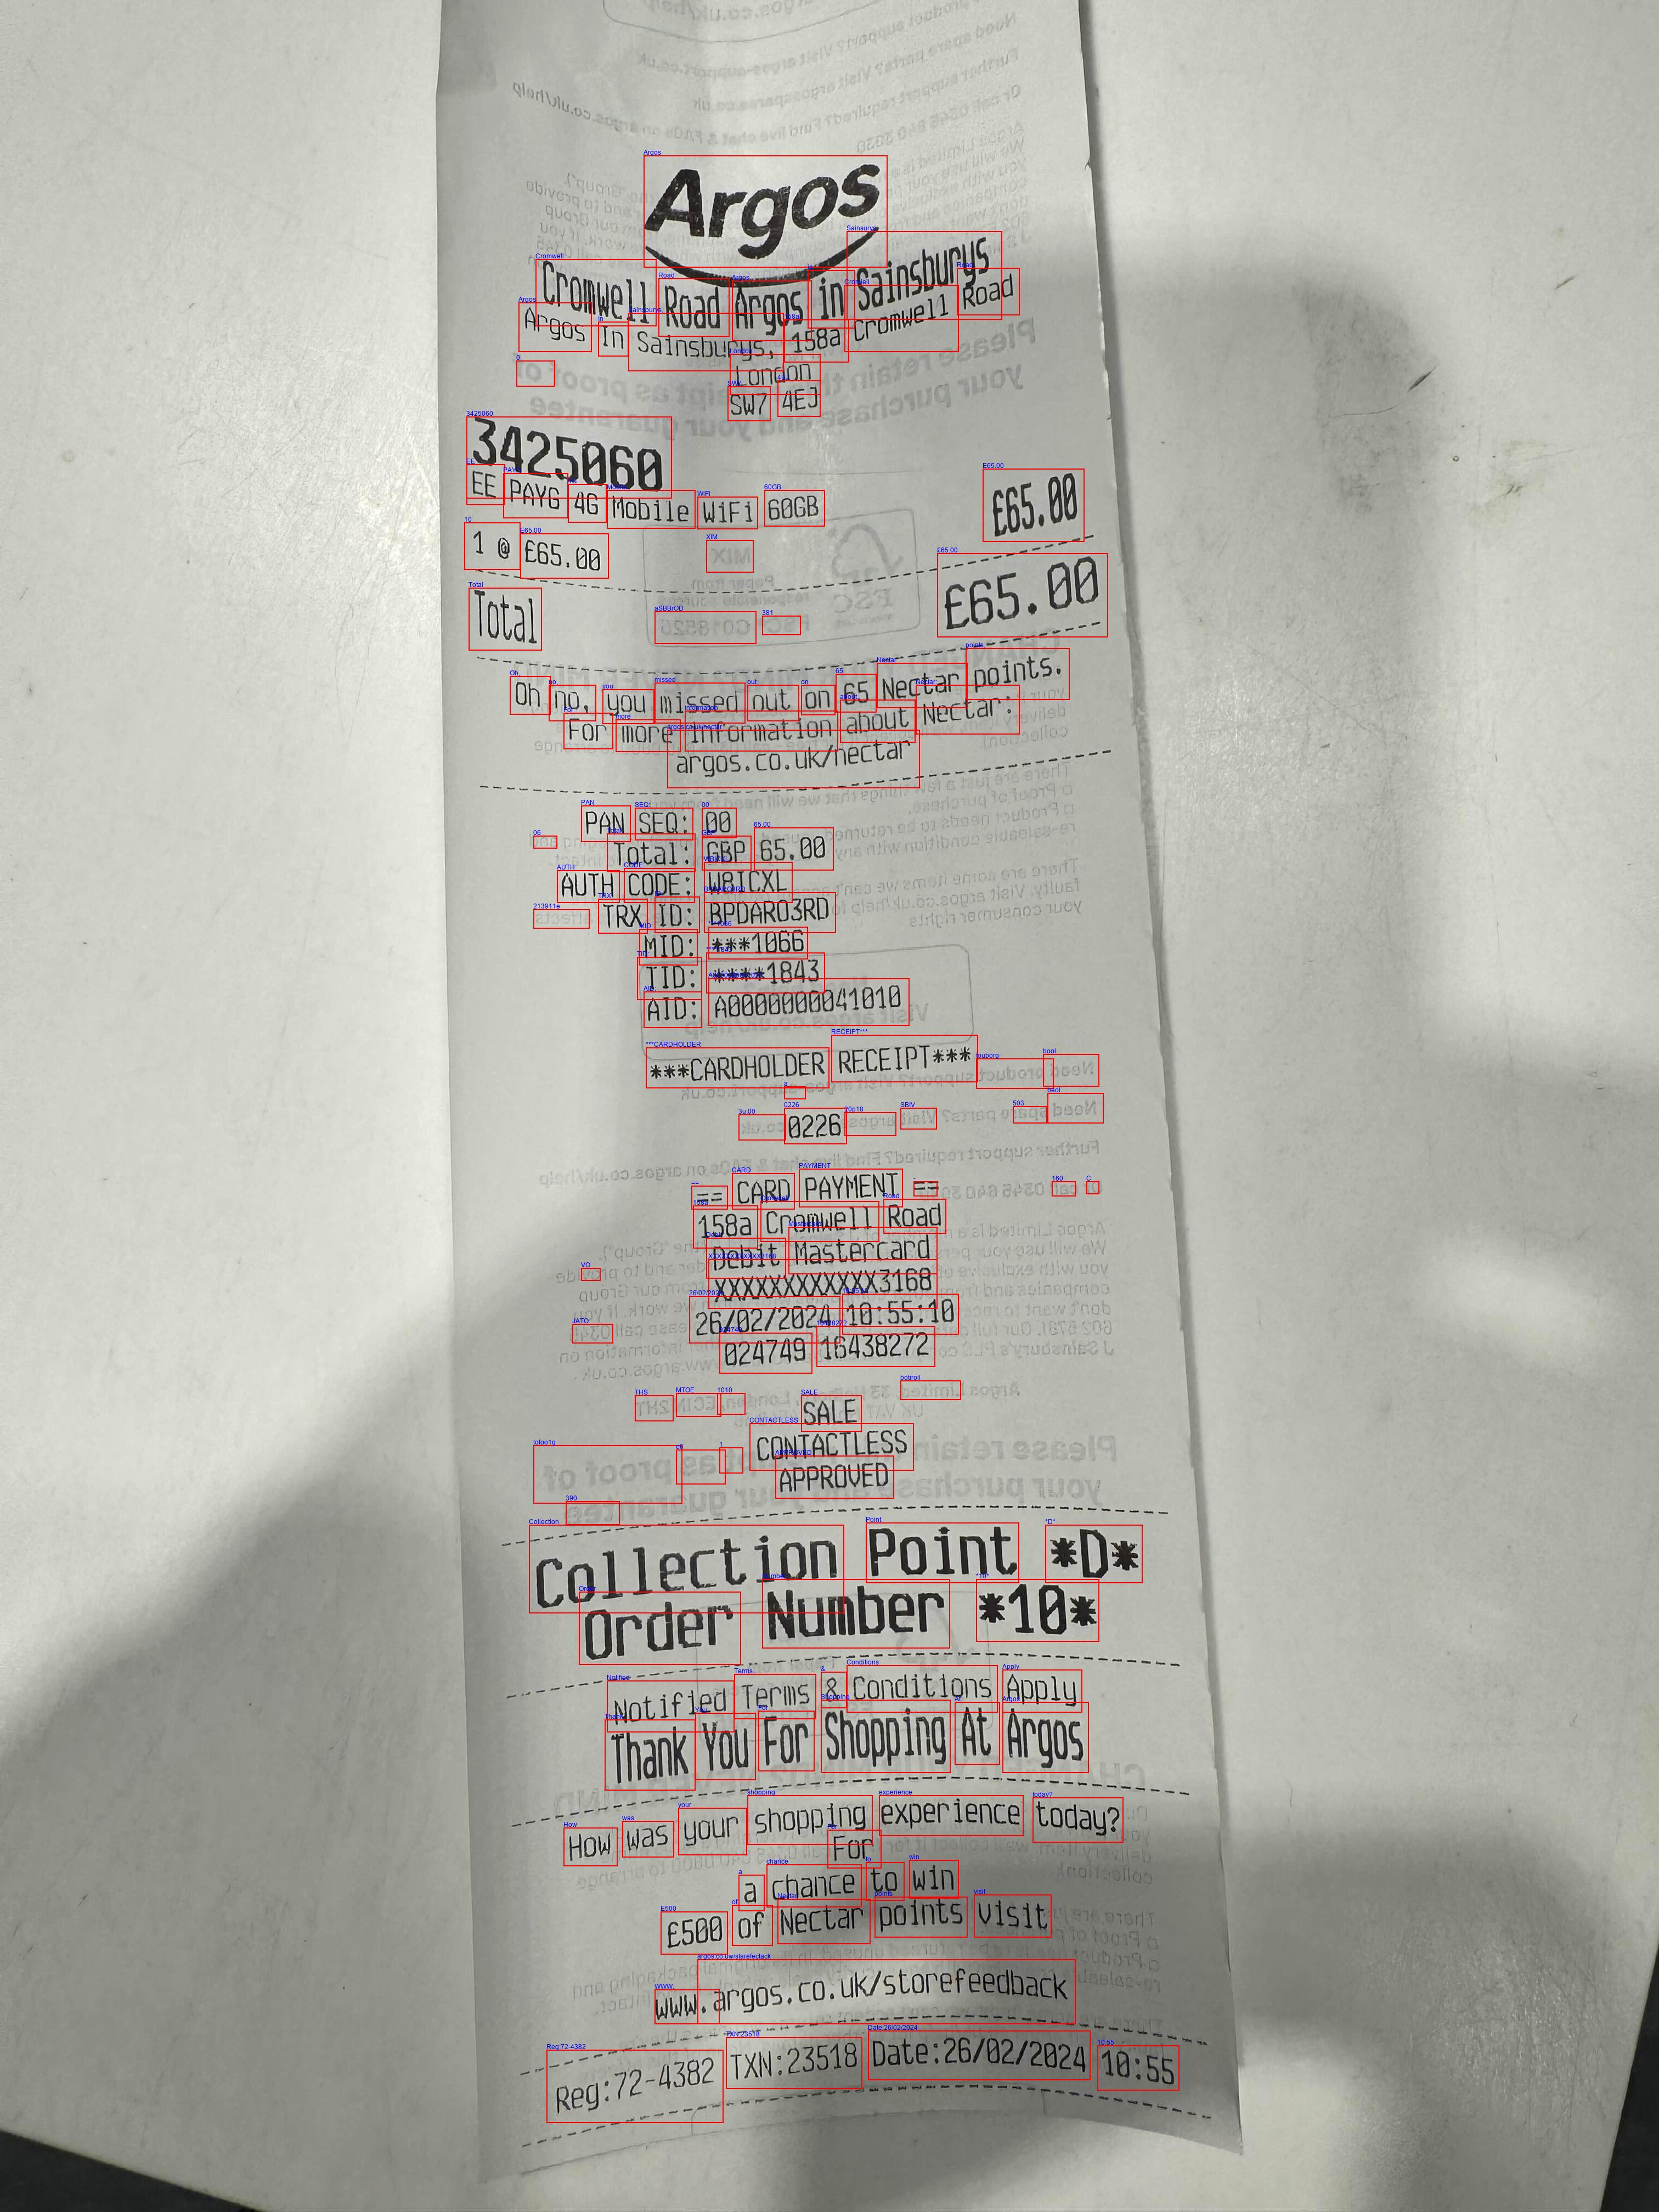 Argos
Cromwell Road Argos in Sainsburys
Argos In Sainsburys, 158a Cromwell Road
London
SW7 4EJ
3425060
EE PAYG 4G Mobile WiFi 60GB £65.00
1 @ £65.00
Total £65.00
Oh no, you missed out on 65 Nectar points.
For more information about Nectar:
argos.co.uk/nectar
PAN SEQ: 00
Total: GBP 65.00
AUTH CODE: W8ICXL
TRX ID: BPDARO3RD
MID: ***1066
TID: ****1843
AID: A0000000041010
***CARDHOLDER RECEIPT***
0226
== CARD PAYMENT ==
158a Cromwell Road
Debit Mastercard
XXXXXXXXXXXX3168
26/02/2024 10:55:10
024749 16438272
SALE
CONTACTLESS
APPROVED
Collection Point *D*
Order Number *10*
Notified Terms & Conditions Apply
Thank You For Shopping At Argos
How was your shopping experience today?
For
a chance to win
£500 of Nectar points visit
www.argos.co.uk/storefeedback
Reg:72-4382 TXN:23518 Date:26/02/2024 10:55